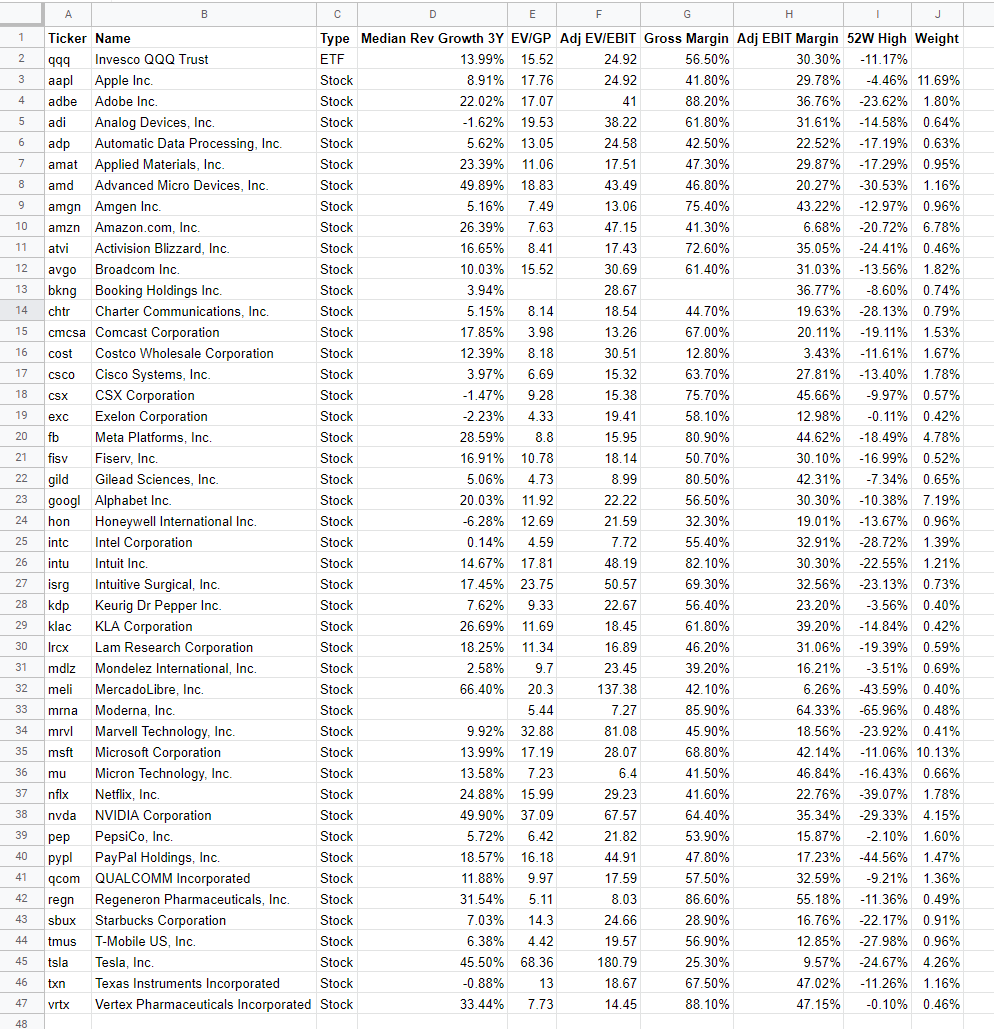 A B C D E F G H I J
1 Ticker Name Type Median Rev Growth 3Y EV/GP Adj EV/EBIT Gross Margin Adj EBIT Margin 52W High Weight
2 qqq Invesco QQQ Trust ETF 13.99% 15.52 24.92 56.50% 30.30% -11.17%
3 aapl Apple Inc. Stock 8.91% 17.76 24.92 41.80% 29.78% -4.46% 11.69%
4 adbe Adobe Inc. Stock 22.02% 17.07 41 88.20% 36.76% -23.62% 1.80%
5 adi Analog Devices, Inc. Stock -1.62% 19.53 38.22 61.80% 31.61% -14.58% 0.64%
6 adp Automatic Data Processing, Inc. Stock 5.62% 13.05 24.58 42.50% 22.52% -17.19% 0.63%
7 amat Applied Materials, Inc. Stock 23.39% 11.06 17.51 47.30% 29.87% -17.29% 0.95%
8 amd Advanced Micro Devices, Inc. Stock 49.89% 18.83 43.49 46.80% 20.27% -30.53% 1.16%
9 amgn Amgen Inc. Stock 5.16% 7.49 13.06 75.40% 43.22% -12.97% 0.96%
10 amzn Amazon.com, Inc. Stock 26.39% 7.63 47.15 41.30% 6.68% -20.72% 6.78%
11 atvi Activision Blizzard, Inc. Stock 16.65% 8.41 17.43 72.60% 35.05% -24.41% 0.46%
12 avgo Broadcom Inc. Stock 10.03% 15.52 30.69 61.40% 31.03% -13.56% 1.82%
13 bkng Booking Holdings Inc. Stock 3.94% 28.67 36.77% -8.60% 0.74%
14 chtr Charter Communications, Inc. Stock 5.15% 8.14 18.54 44.70% 19.63% -28.13% 0.79%
15 cmcsa Comcast Corporation Stock 17.85% 3.98 13.26 67.00% 20.11% -19.11% 1.53%
16 cost Costco Wholesale Corporation Stock 12.39% 8.18 30.51 12.80% 3.43% -11.61% 1.67%
17 csco Cisco Systems, Inc. Stock 3.97% 6.69 15.32 63.70% 27.81% -13.40% 1.78%
18 csx CSX Corporation Stock -1.47% 9.28 15.38 75.70% 45.66% -9.97% 0.57%
19 exc Exelon Corporation Stock -2.23% 4.33 19.41 58.10% 12.98% -0.11% 0.42%
20 fb Meta Platforms, Inc. Stock 28.59% 8.8 15.95 80.90% 44.62% -18.49% 4.78%
21 fisv Fiserv, Inc. Stock 16.91% 10.78 18.14 50.70% 30.10% -16.99% 0.52%
22 gild Gilead Sciences, Inc. Stock 5.06% 4.73 8.99 80.50% 42.31% -7.34% 0.65%
23 googl Alphabet Inc. Stock 20.03% 11.92 22.22 56.50% 30.30% -10.38% 7.19%
24 hon Honeywell International Inc. Stock -6.28% 12.69 21.59 32.30% 19.01% -13.67% 0.96%
25 intc Intel Corporation Stock 0.14% 4.59 7.72 55.40% 32.91% -28.72% 1.39%
26 intu Intuit Inc. Stock 14.67% 17.81 48.19 82.10% 30.30% -22.55% 1.21%
27 isrg Intuitive Surgical, Inc. Stock 17.45% 23.75 50.57 69.30% 32.56% -23.13% 0.73%
28 kdp Keurig Dr Pepper Inc. Stock 7.62% 9.33 22.67 56.40% 23.20% -3.56% 0.40%
29 klac KLA Corporation Stock 26.69% 11.69 18.45 61.80% 39.20% -14.84% 0.42%
30 lrcx Lam Research Corporation Stock 18.25% 11.34 16.89 46.20% 31.06% -19.39% 0.59%
31 mdlz Mondelez International, Inc. Stock 2.58% 9.7 23.45 39.20% 16.21% -3.51% 0.69%
32 meli MercadoLibre, Inc. Stock 66.40% 20.3 137.38 42.10% 6.26% -43.59% 0.40%
33 mrna Moderna, Inc. Stock 5.44 7.27 85.90% 64.33% -65.96% 0.48%
34 mrvl Marvell Technology, Inc. Stock 9.92% 32.88 81.08 45.90% 18.56% -23.92% 0.41%
35 msft Microsoft Corporation Stock 13.99% 17.19 28.07 68.80% 42.14% -11.06% 10.13%
36 mu Micron Technology, Inc. Stock 13.58% 7.23 6.4 41.50% 46.84% -16.43% 0.66%
37 nflx Netflix, Inc. Stock 24.88% 15.99 29.23 41.60% 22.76% -39.07% 1.78%
38 nvda NVIDIA Corporation Stock 49.90% 37.09 67.57 64.40% 35.34% -29.33% 4.15%
39 pep PepsiCo, Inc. Stock 5.72% 6.42 21.82 53.90% 15.87% -2.10% 1.60%
40 pypl PayPal Holdings, Inc. Stock 18.57% 16.18 44.91 47.80% 17.23% -44.56% 1.47%
41 qcom QUALCOMM Incorporated Stock 11.88% 9.97 17.59 57.50% 32.59% -9.21% 1.36%
42 regn Regeneron Pharmaceuticals, Inc. Stock 31.54% 5.11 8.03 86.60% 55.18% -11.36% 0.49%
43 sbux Starbucks Corporation Stock 7.03% 14.3 24.66 28.90% 16.76% -22.17% 0.91%
44 tmus T-Mobile US, Inc. Stock 6.38% 4.42 19.57 56.90% 12.85% -27.98% 0.96%
45 tsla Tesla, Inc. Stock 45.50% 68.36 180.79 25.30% 9.57% -24.67% 4.26%
46 txn Texas Instruments Incorporated Stock -0.88% 13 18.67 67.50% 47.02% -11.26% 1.16%
47 vrtx Vertex Pharmaceuticals Incorporated Stock 33.44% 7.73 14.45 88.10% 47.15% -0.10% 0.46%
48